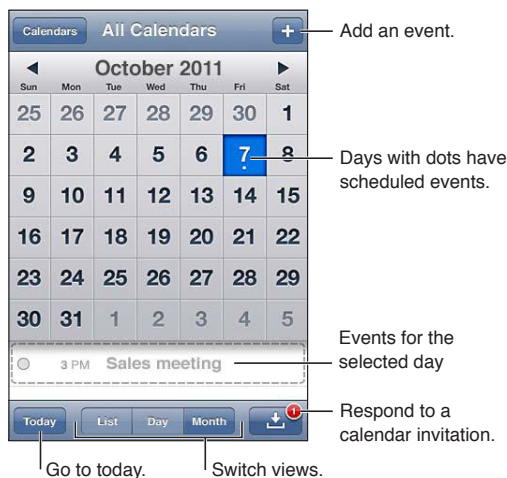 Calendars All Calendars +
Add an event.
October 2011
Sun Mon Tue Wed Thu Fri Sat
25 26 27 28 29 30 1
2 3 4 5 6 7 8
Days with dots have
scheduled events.
9 10 11 12 13 14 15
16 17 18 19 20 21 22
23 24 25 26 27 28 29
30 31 1 2 3 4 5
Events for the
selected day
3 PM Sales meeting
Today List Day Month 1
Respond to a
calendar invitation.
Go to today.
Switch views.